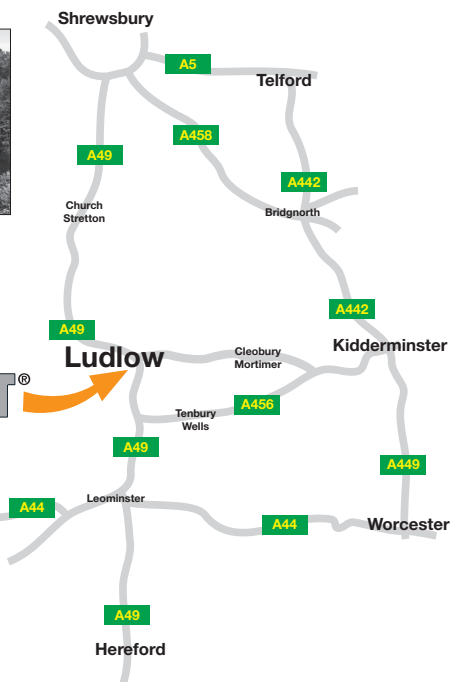 Shrewsbury
A5
Telford
A458
A49
A442
Church
Stretton
Bridgnorth
A442
A49
Kidderminster
Ludlow
Cleobury
Mortimer
T®
A456
Tenbury
Wells
A49
A449
Leominster
A44
A44
Worcester
A49
Hereford